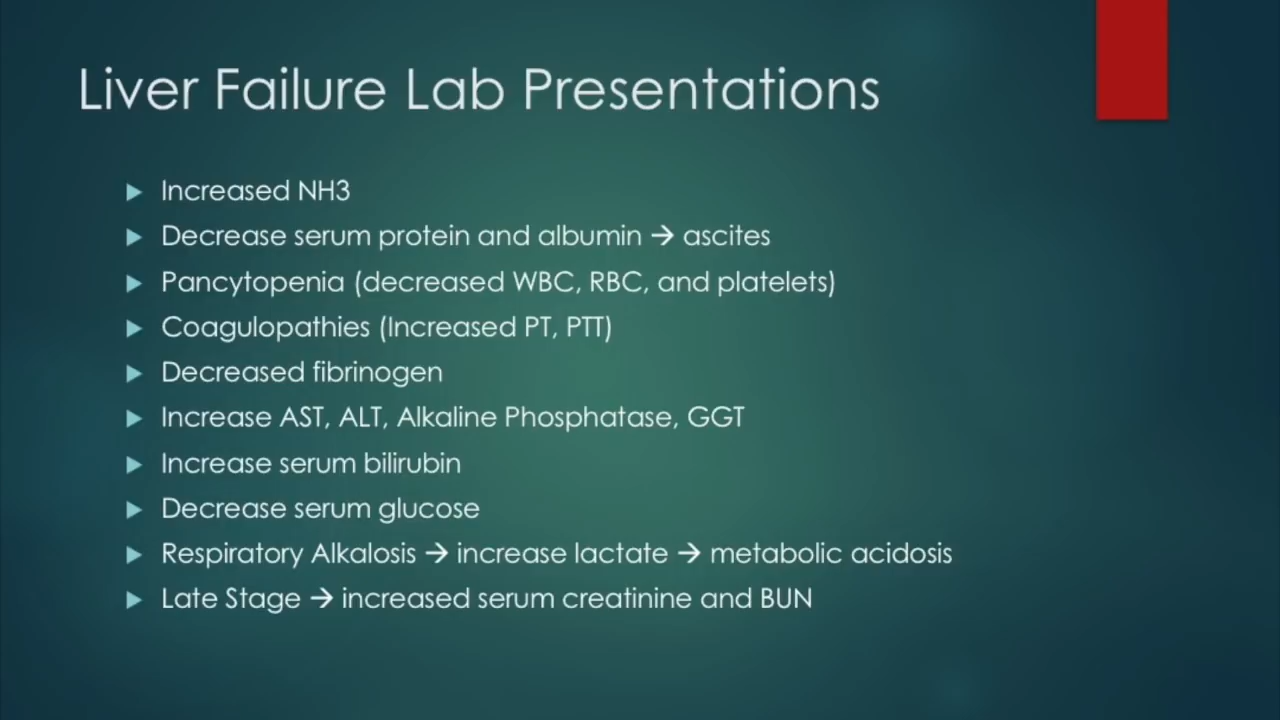 Liver Failure Lab Presentations
Increased NH3
Decrease serum protein and albumin → ascites
Pancytopenia (decreased WBC, RBC, and platelets)
Coagulopathies (Increased PT, PTT)
Decreased fibrinogen
Increase AST, ALT, Alkaline Phosphatase, GGT
Increase serum bilirubin
Decrease serum glucose
Respiratory Alkalosis → increase lactate → metabolic acidosis
Late Stage → increased serum creatinine and BUN